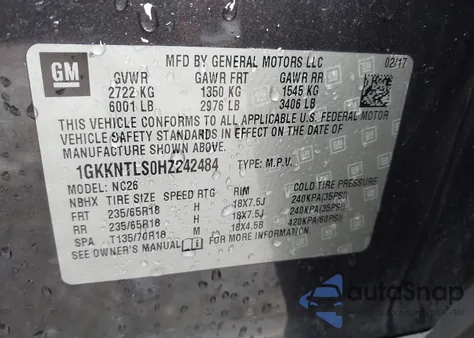 GM
MFD BY GENERAL MOTORS LLC 02/17
GVWR GAWR FRT GAWR RR
2722 KG 1350 KG 1545 KG
6001 LB 2976 LB 3406 LB
THIS VEHICLE CONFORMS TO ALL APPLICABLE U.S. FEDERAL MOTOR
VEHICLE SAFETY STANDARDS IN EFFECT ON THE DATE OF
MANUFACTURE SHOWN ABOVE.
1GKKNTLS0HZ242484 TYPE: M.P.V.
MODEL: NC26
NBHX TIRE SIZE SPEED RTG RIM COLD TIRE PRESSURE
FRT 235/65R18 H 18X7.5J 240KPA(35PSI)
RR 235/65R18 H 18X7.5J 240KPA(35PSI)
SPA T135/70R18 M 18X4.5B 420KPA(60PSI)
SEE OWNER'S MANUAL
autoSnap